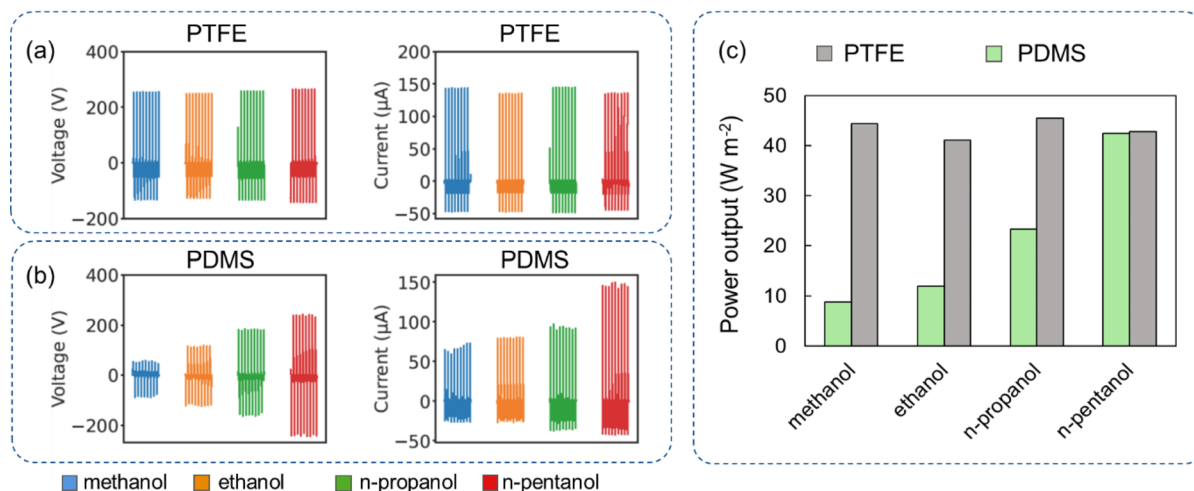 (a)
PTFE
Voltage (V)
400
200
0
−200
PTFE
Current (μA)
200
150
100
50
0
−50
(b)
PDMS
Voltage (V)
400
200
0
−200
PDMS
Current (μA)
150
100
50
0
−50
methanol ethanol n-propanol n-pentanol
(c)
PTFE PDMS
Power output (W m⁻²)
50
40
30
20
10
0
methanol
ethanol
n-propanol
n-pentanol